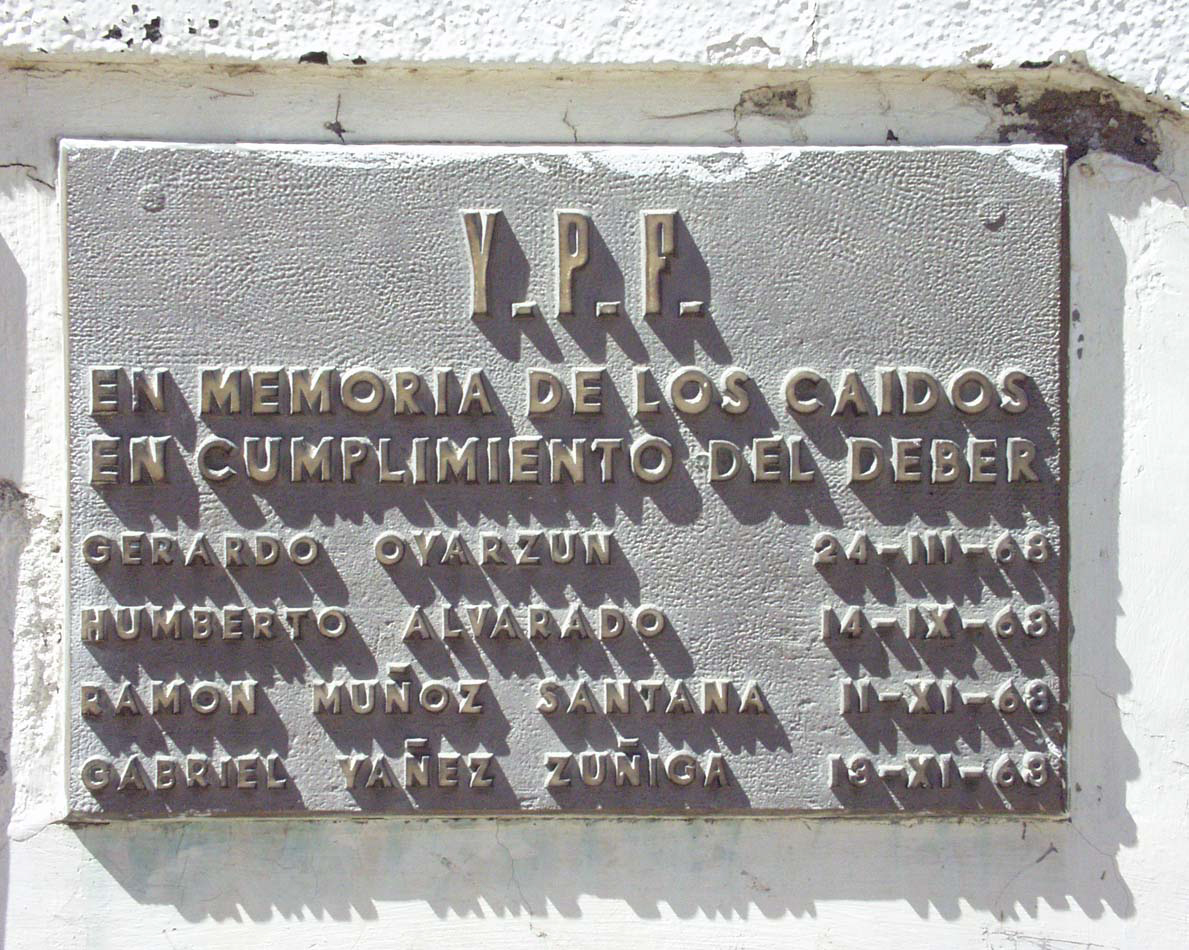 Y.P.F.
EN MEMORIA DE LOS CAIDOS
EN CUMPLIMIENTO DEL DEBER
GERARDO OYARZUN 24-III-68
HUMBERTO ALVARADO 14-IX-68
RAMON MUÑOZ SANTANA 11-XI-68
GABRIEL YAÑEZ ZUÑIGA 13-XI-68